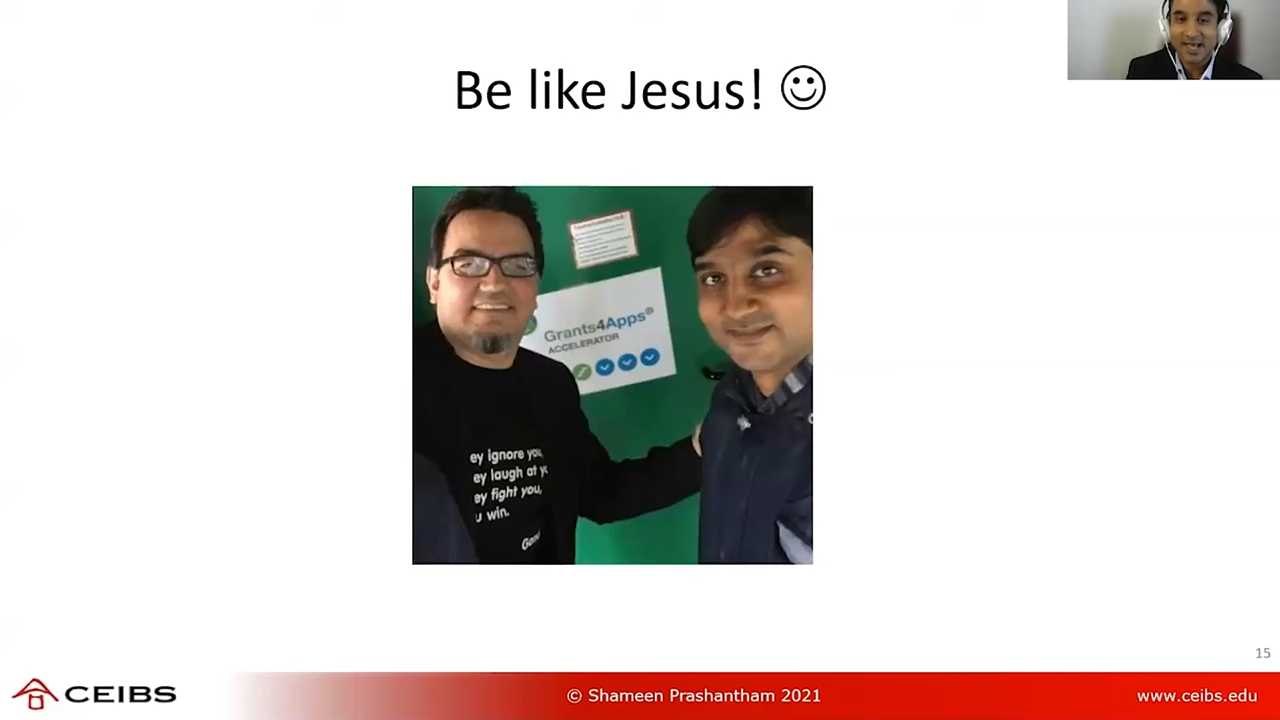 Be like Jesus! ☺
Grants4Apps®
ACCELERATOR
ey ignore you,
ey laugh at yo
ey fight you,
u win.
15
CEIBS
© Shameen Prashantham 2021
www.ceibs.edu